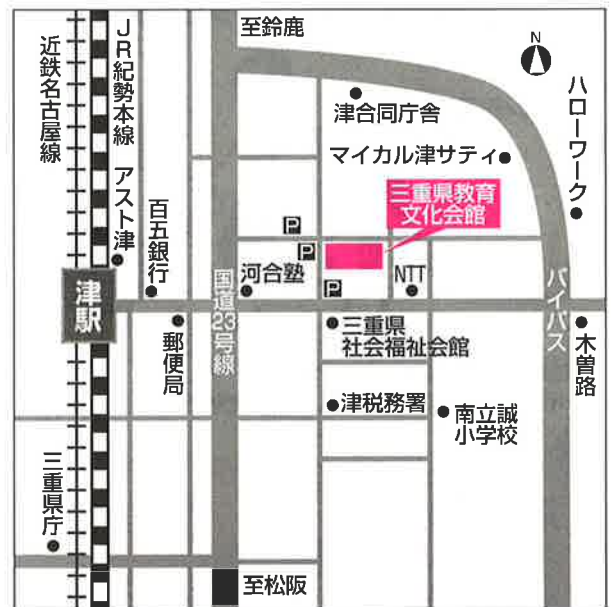 至鈴鹿
N
近鉄名古屋線
JR紀勢本線
津合同庁舎
ハローワーク
マイカル津サティ
アスト津
三重県教育
文化会館
百五銀行
P
P
津駅
国道23号線
河合塾
P
NTT
バイパス
郵便局
三重県
社会福祉会館
木曽路
津税務署
南立誠
小学校
三重県庁
至松阪